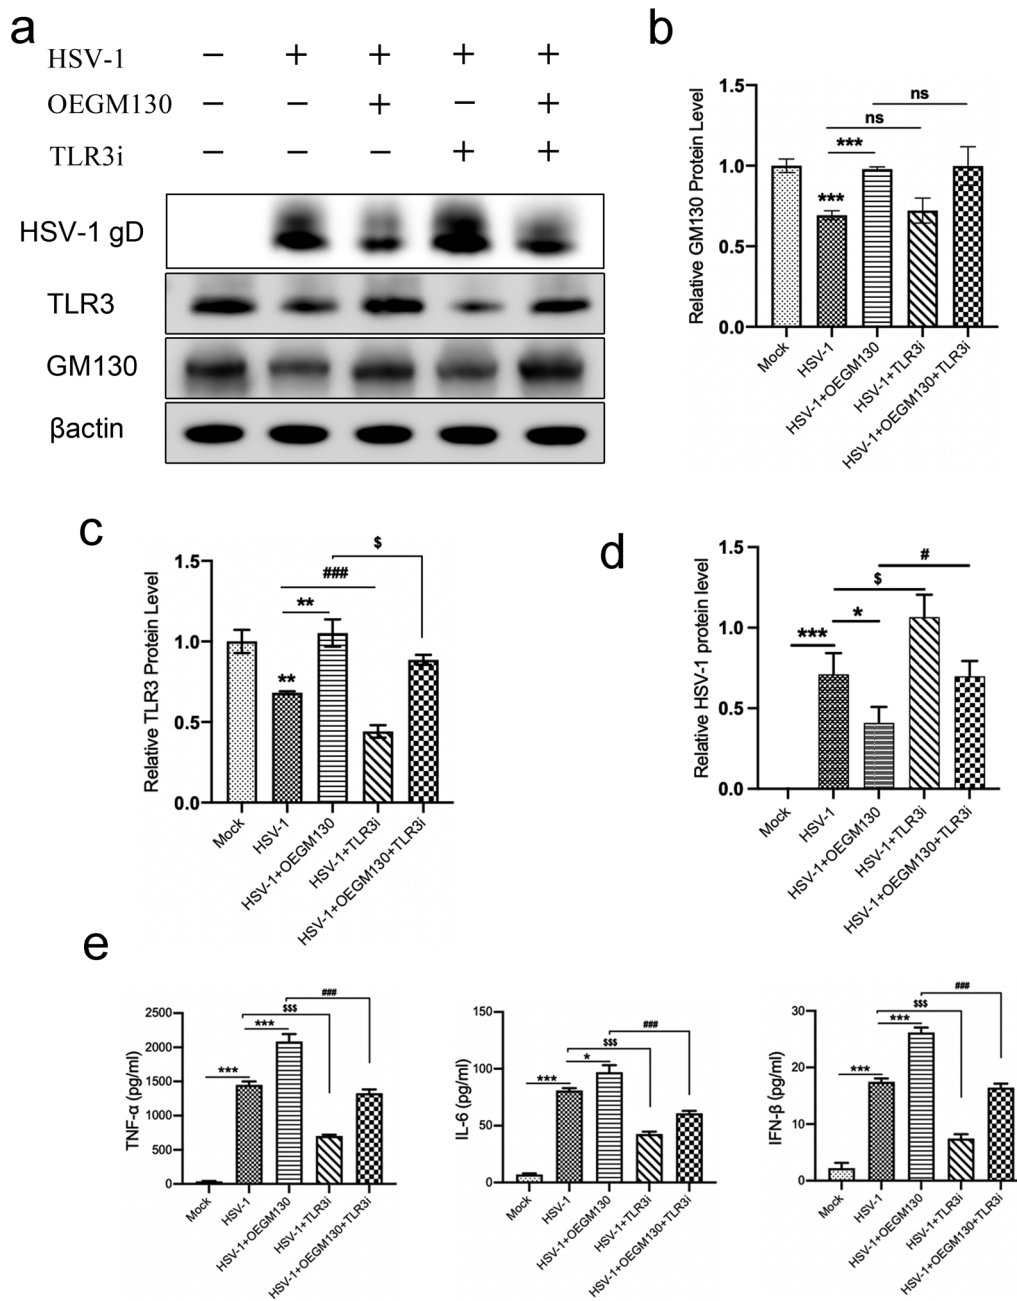 a
HSV-1 − + + + +
OEGM130 − − + − +
TLR3i − − − + +
HSV-1 gD
TLR3
GM130
βactin
b
Relative GM130 Protein Level
1.5
1.0
0.5
0.0
***
***
ns
ns
Mock
HSV-1
HSV-1+OEGM130
HSV-1+TLR3i
HSV-1+OEGM130+TLR3i
c
Relative TLR3 Protein Level
1.5
1.0
0.5
0.0
**
**
###
$
Mock
HSV-1
HSV-1+OEGM130
HSV-1+TLR3i
HSV-1+OEGM130+TLR3i
d
Relative HSV-1 protein level
1.5
1.0
0.5
0.0
***
*
$
#
Mock
HSV-1
HSV-1+OEGM130
HSV-1+TLR3i
HSV-1+OEGM130+TLR3i
e
TNF-α (pg/ml)
2500
2000
1500
1000
500
0
***
***
$$$
###
Mock
HSV-1
HSV-1+OEGM130
HSV-1+TLR3i
HSV-1+OEGM130+TLR3i
IL-6 (pg/ml)
150
100
50
0
***
*
$$$
###
Mock
HSV-1
HSV-1+OEGM130
HSV-1+TLR3i
HSV-1+OEGM130+TLR3i
IFN-β (pg/ml)
30
20
10
0
***
***
$$$
###
Mock
HSV-1
HSV-1+OEGM130
HSV-1+TLR3i
HSV-1+OEGM130+TLR3i